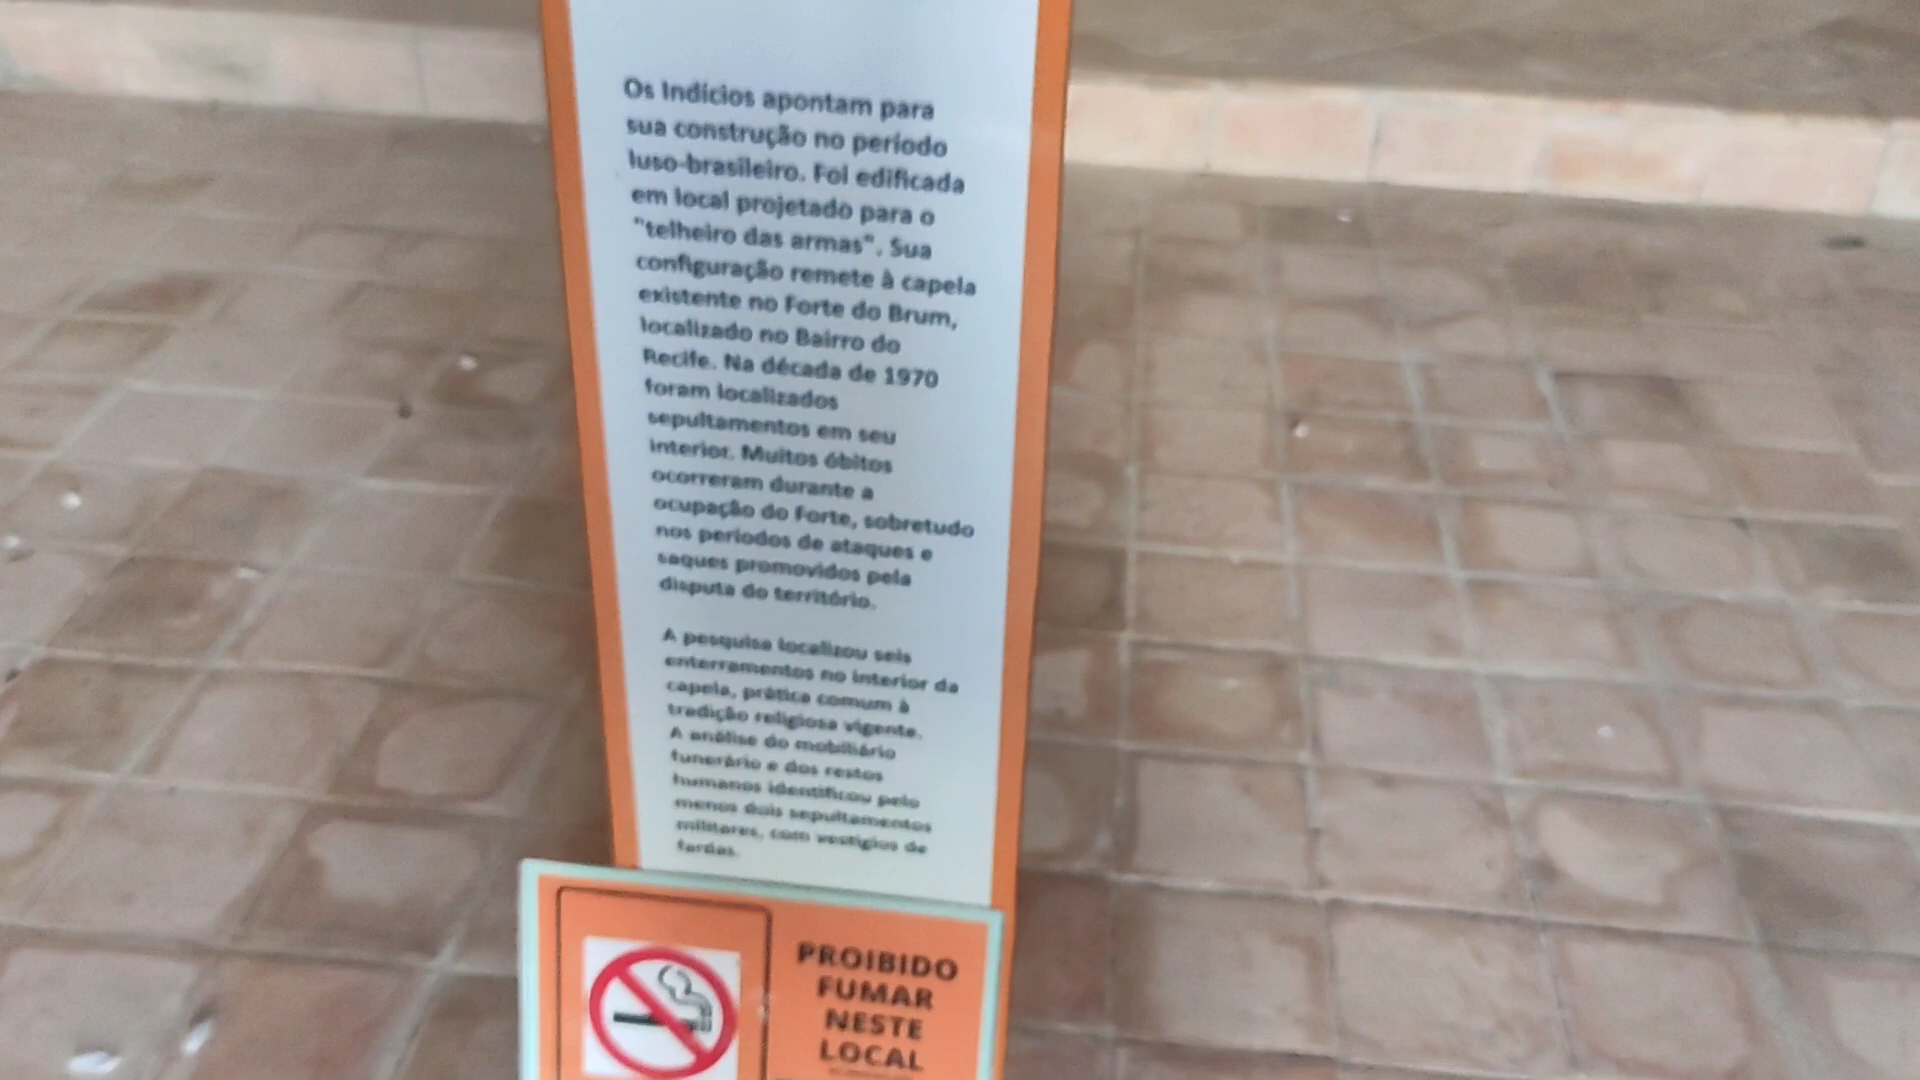 Os Indícios apontam para
sua construção no período
luso-brasileiro. Foi edificada
em local projetado para o
"telheiro das armas". Sua
configuração remete à capela
existente no Forte do Brum,
localizado no Bairro do
Recife. Na década de 1970
foram localizados
sepultamentos em seu
interior. Muitos óbitos
ocorreram durante a
ocupação do Forte, sobretudo
nos períodos de ataques e
saques promovidos pela
disputa do território.
A pesquisa localizou seis
enterramentos no interior da
capela, prática comum à
tradição religiosa vigente.
A análise do mobiliário
funerário e dos restos
humanos identificou pelo
menos dois sepultamentos
militares, com vestígios de
fardas.
PROIBIDO
FUMAR
NESTE
LOCAL